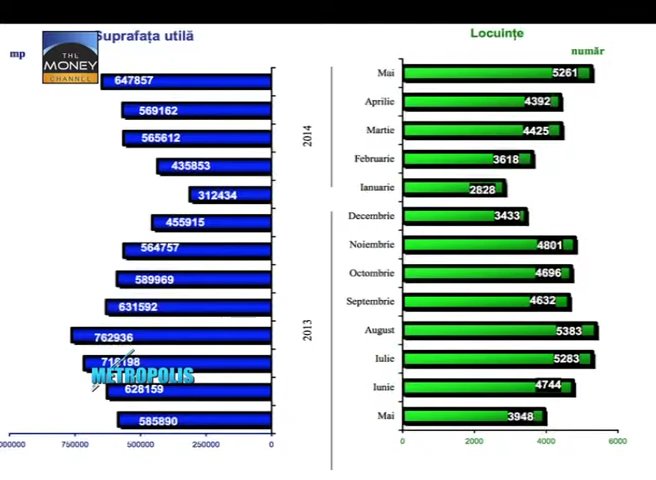 Suprafața utilă
Locuințe
mp
număr
THE
MONEY
CHANNEL
647857
569162
565612
435853
312434
455915
564757
589969
631592
762936
METROPOLIS
628159
585890
750000
500000
250000
0
2014
2013
Mai
5261
Aprilie
4392
Martie
4425
Februarie
3618
Ianuarie
2828
Decembrie
3433
Noiembrie
4801
Octombrie
4696
Septembrie
4632
August
5383
Iulie
5283
Iunie
4744
Mai
3948
0
2000
4000
6000